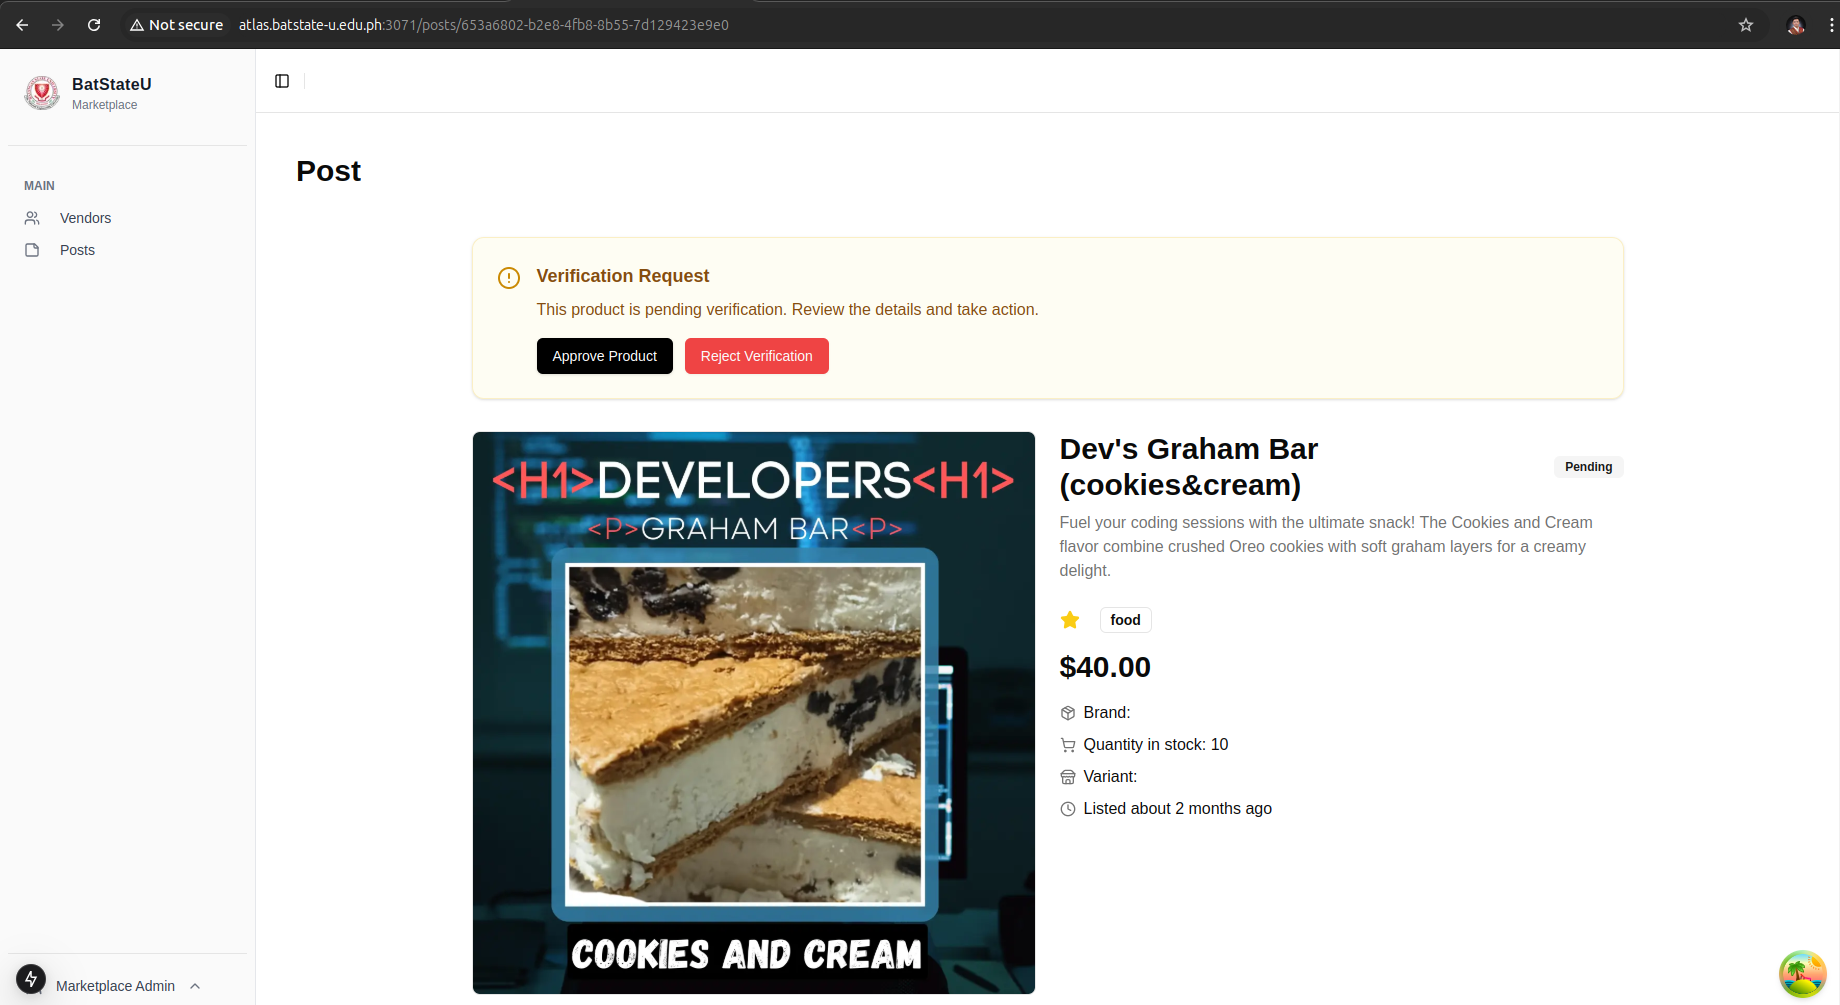 Not secure atlas.batstate-u.edu.ph:3071/posts/653a6802-b2e8-4fb8-8b55-7d129423e9e0
BatStateU
Marketplace
MAIN
Vendors
Posts
Marketplace Admin
Post
Verification Request
This product is pending verification. Review the details and take action.
Approve Product
Reject Verification
<H1>DEVELOPERS<H1>
<P>GRAHAM BAR<P>
COOKIES AND CREAM
Dev's Graham Bar
(cookies&cream)
Pending
Fuel your coding sessions with the ultimate snack! The Cookies and Cream
flavor combine crushed Oreo cookies with soft graham layers for a creamy
delight.
food
$40.00
Brand:
Quantity in stock: 10
Variant:
Listed about 2 months ago